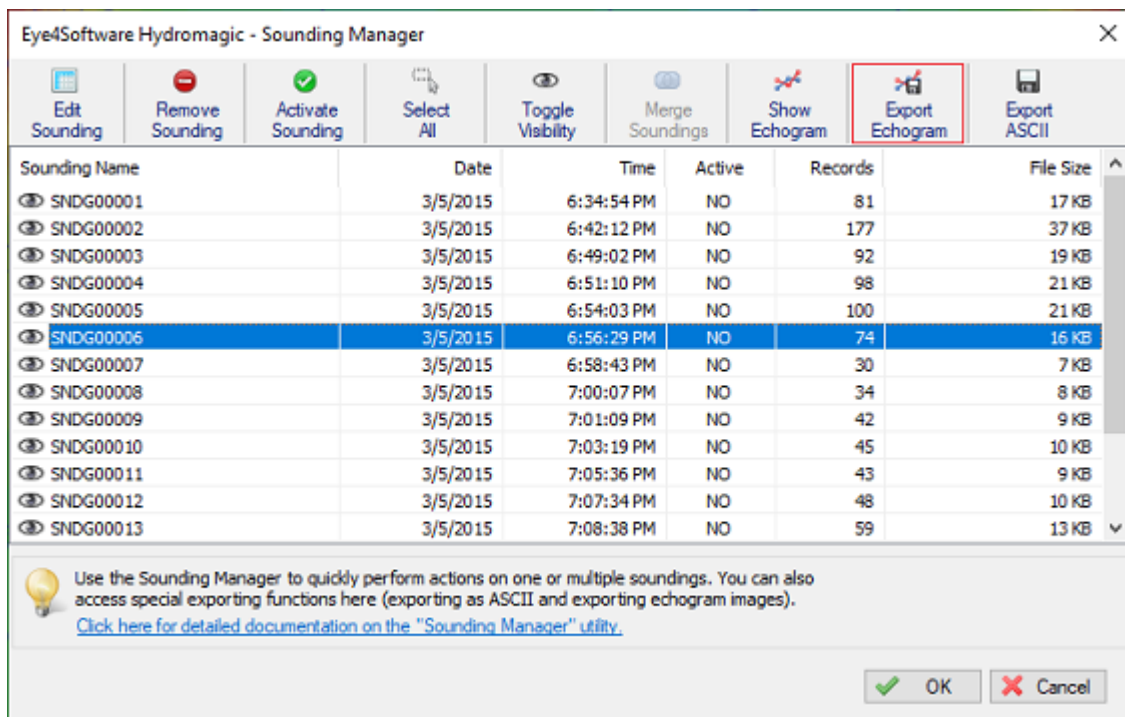 Eye4Software Hydromagic - Sounding Manager
Edit Sounding
Remove Sounding
Activate Sounding
Select All
Toggle Visibility
Merge Soundings
Show Echogram
Export Echogram
Export ASCII
Sounding Name Date Time Active Records File Size
SNDG00001 3/5/2015 6:34:54 PM NO 81 17 KB
SNDG00002 3/5/2015 6:42:12 PM NO 177 37 KB
SNDG00003 3/5/2015 6:49:02 PM NO 92 19 KB
SNDG00004 3/5/2015 6:51:10 PM NO 98 21 KB
SNDG00005 3/5/2015 6:54:03 PM NO 100 21 KB
SNDG00006 3/5/2015 6:56:29 PM NO 74 16 KB
SNDG00007 3/5/2015 6:58:43 PM NO 30 7 KB
SNDG00008 3/5/2015 7:00:07 PM NO 34 8 KB
SNDG00009 3/5/2015 7:01:09 PM NO 42 9 KB
SNDG00010 3/5/2015 7:03:19 PM NO 45 10 KB
SNDG00011 3/5/2015 7:05:36 PM NO 43 9 KB
SNDG00012 3/5/2015 7:07:34 PM NO 48 10 KB
SNDG00013 3/5/2015 7:08:38 PM NO 59 13 KB
Use the Sounding Manager to quickly perform actions on one or multiple soundings. You can also
access special exporting functions here (exporting as ASCII and exporting echogram images).
Click here for detailed documentation on the "Sounding Manager" utility.
OK Cancel